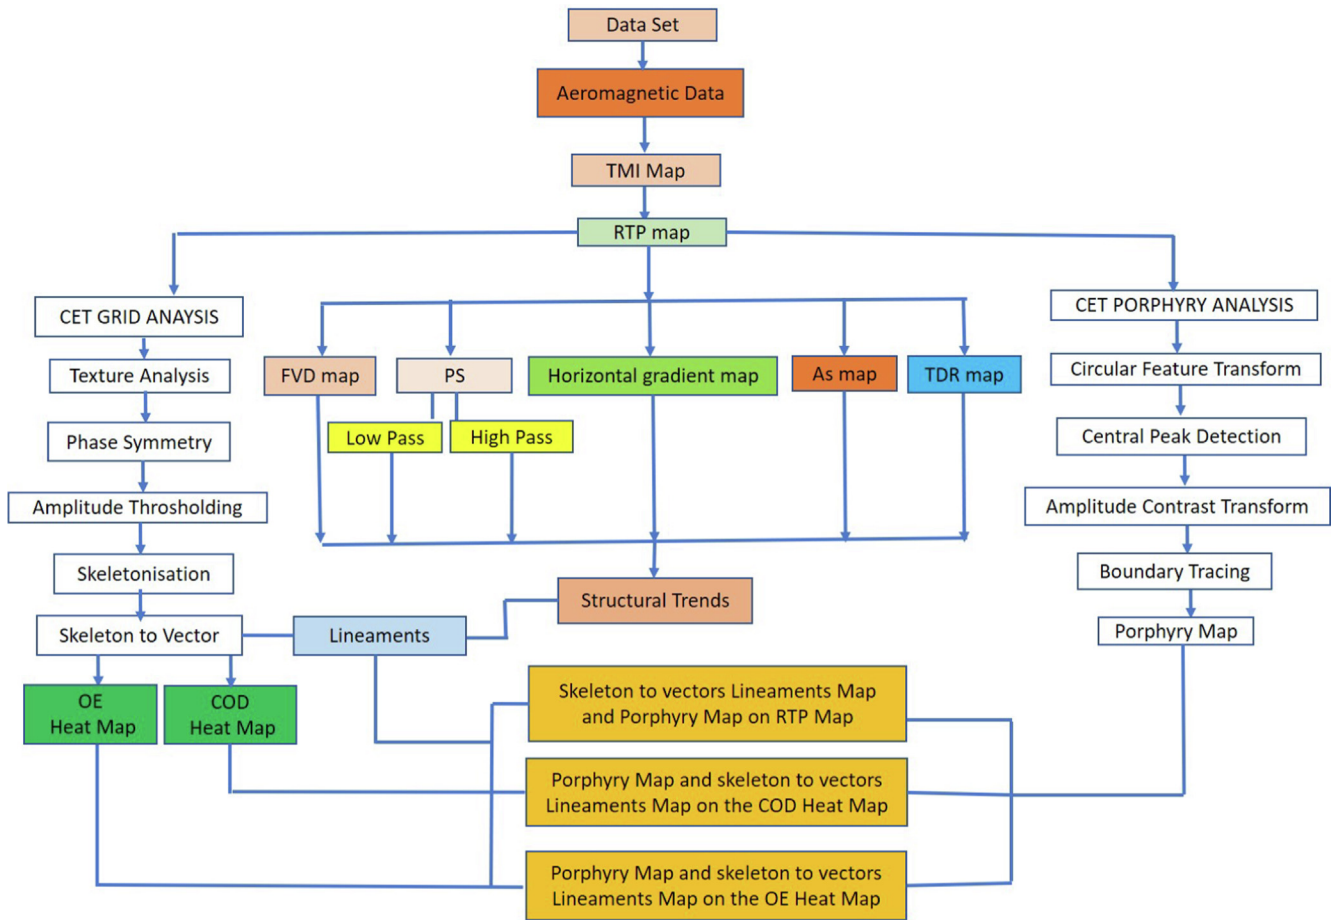 Data Set
Aeromagnetic Data
TMI Map
RTP map
CET GRID ANAYSIS
CET PORPHYRY ANALYSIS
Texture Analysis
FVD map
PS
Horizontal gradient map
As map
TDR map
Circular Feature Transform
Phase Symmetry
Low Pass
High Pass
Central Peak Detection
Amplitude Throsholding
Amplitude Contrast Transform
Skeletonisation
Boundary Tracing
Structural Trends
Skeleton to Vector
Lineaments
Porphyry Map
OE
Heat Map
COD
Heat Map
Skeleton to vectors Lineaments Map
and Porphyry Map on RTP Map
Porphyry Map and skeleton to vectors
Lineaments Map on the COD Heat Map
Porphyry Map and skeleton to vectors
Lineaments Map on the OE Heat Map